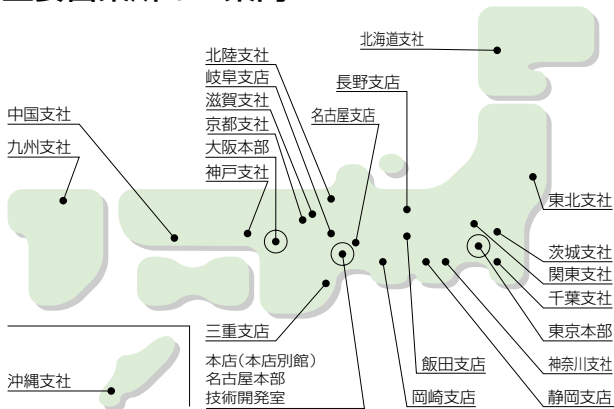 北海道支社
北陸支社
岐阜支店
滋賀支社
京都支社
大阪本部
神戸支社
長野支店
名古屋支店
中国支社
九州支社
東北支社
茨城支社
関東支社
千葉支社
東京本部
神奈川支社
静岡支店
飯田支店
岡崎支店
三重支店
本店(本店別館)
名古屋本部
技術開発室
沖縄支社